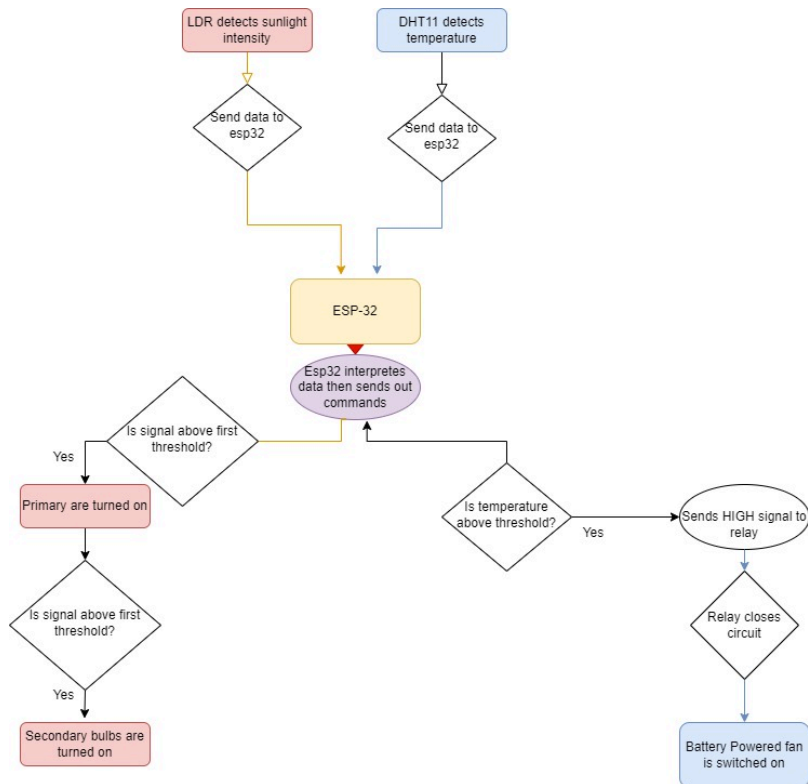 LDR detects sunlight
intensity
DHT11 detects
temperature
Send data to
esp32
Send data to
esp32
ESP-32
Esp32 interpretes
data then sends out
commands
Is signal above first
threshold?
Yes
Primary are turned on
Is temperature
above threshold?
Yes
Sends HIGH signal to
relay
Is signal above first
threshold?
Relay closes
circuit
Yes
Secondary bulbs are
turned on
Battery Powered fan
is switched on